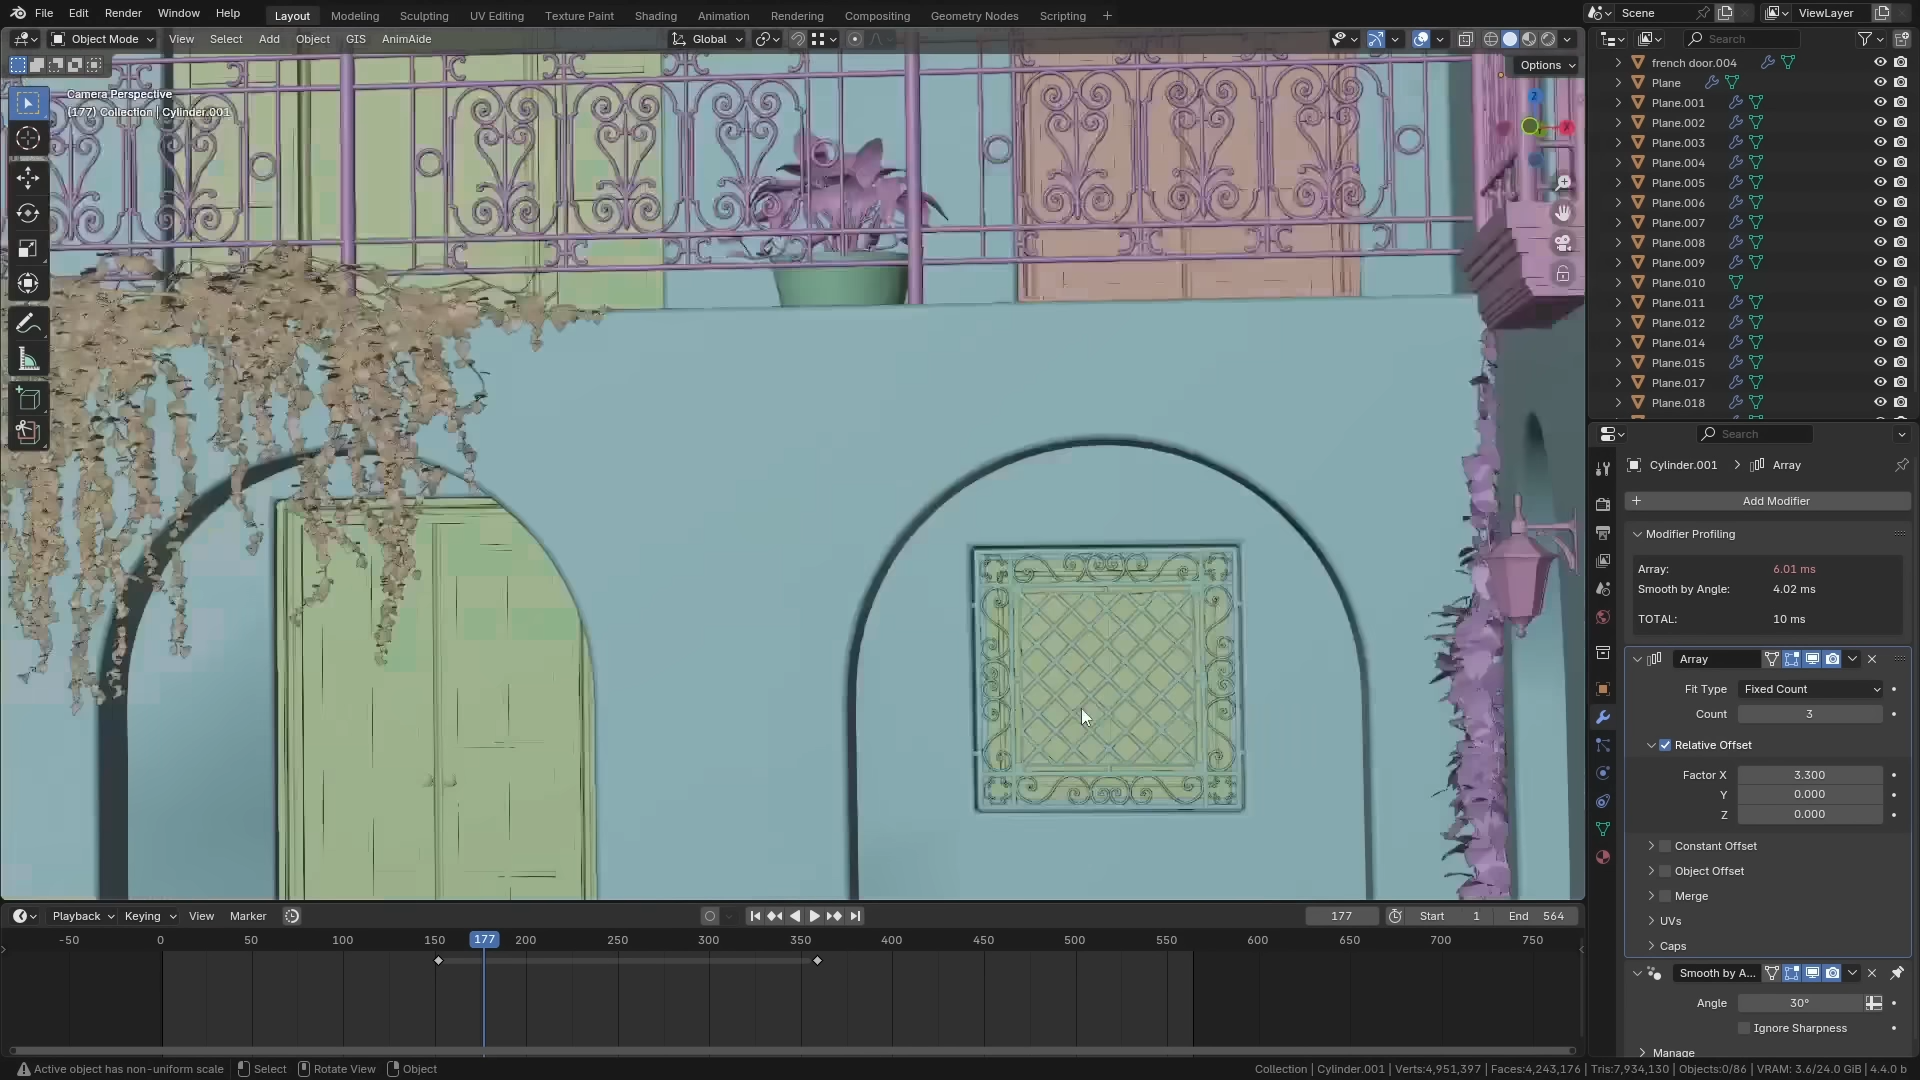 File Edit Render Window Help
Layout Modeling Sculpting UV Editing Texture Paint Shading Animation Rendering Compositing Geometry Nodes Scripting +
Scene
ViewLayer
Object Mode View Select Add Object GIS AnimAide
Global
Search
Options
Camera Perspective
(177) Collection | Cylinder.001
Z
X
french door.004
Plane
Plane.001
Plane.002
Plane.003
Plane.004
Plane.005
Plane.006
Plane.007
Plane.008
Plane.009
Plane.010
Plane.011
Plane.012
Plane.014
Plane.015
Plane.017
Plane.018
Search
Cylinder.001 > Array
+ Add Modifier
Modifier Profiling
Array: 6.01 ms
Smooth by Angle: 4.02 ms
TOTAL: 10 ms
Array
Fit Type Fixed Count
Count 3
Relative Offset
Factor X 3.300
Y 0.000
Z 0.000
Constant Offset
Object Offset
Merge
UVs
Caps
Smooth by A...
Angle 30°
Ignore Sharpness
Manage
Playback Keying View Marker
177 Start 1 End 564
-50 0 50 100 150 177 200 250 300 350 400 450 500 550 600 650 700 750
Active object has non-uniform scale Select Rotate View Object
Collection | Cylinder.001 | Verts:4,951,397 | Faces:4,243,176 | Tris:7,934,130 | Objects:0/86 | VRAM: 3.6/24.0 GiB | 4.4.0 b